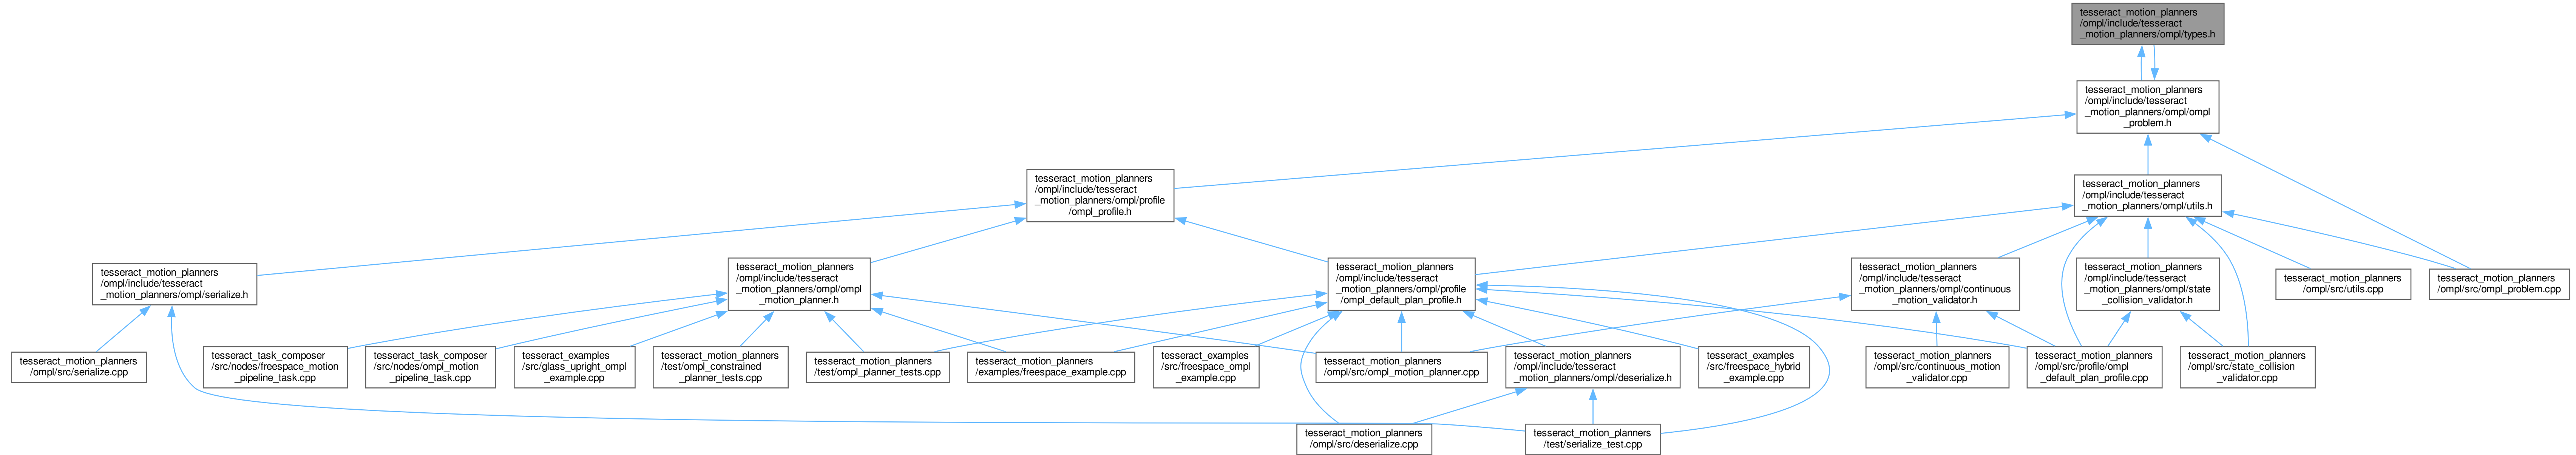 tesseract_motion_planners
/ompl/include/tesseract
_motion_planners/ompl/types.h
tesseract_motion_planners
/ompl/include/tesseract
_motion_planners/ompl/ompl
_problem.h
tesseract_motion_planners
/ompl/include/tesseract
_motion_planners/ompl/profile
/ompl_profile.h
tesseract_motion_planners
/ompl/include/tesseract
_motion_planners/ompl/utils.h
tesseract_motion_planners
/ompl/include/tesseract
_motion_planners/ompl/serialize.h
tesseract_motion_planners
/ompl/include/tesseract
_motion_planners/ompl/ompl
_motion_planner.h
tesseract_motion_planners
/ompl/include/tesseract
_motion_planners/ompl/profile
/ompl_default_plan_profile.h
tesseract_motion_planners
/ompl/include/tesseract
_motion_planners/ompl/continuous
_motion_validator.h
tesseract_motion_planners
/ompl/include/tesseract
_motion_planners/ompl/state
_collision_validator.h
tesseract_motion_planners
/ompl/src/utils.cpp
tesseract_motion_planners
/ompl/src/ompl_problem.cpp
tesseract_motion_planners
/ompl/src/serialize.cpp
tesseract_task_composer
/src/nodes/freespace_motion
_pipeline_task.cpp
tesseract_task_composer
/src/nodes/ompl_motion
_pipeline_task.cpp
tesseract_examples
/src/glass_upright_ompl
_example.cpp
tesseract_motion_planners
/test/ompl_constrained
_planner_tests.cpp
tesseract_motion_planners
/test/ompl_planner_tests.cpp
tesseract_motion_planners
/examples/freespace_example.cpp
tesseract_examples
/src/freespace_ompl
_example.cpp
tesseract_motion_planners
/ompl/src/ompl_motion_planner.cpp
tesseract_motion_planners
/ompl/include/tesseract
_motion_planners/ompl/deserialize.h
tesseract_examples
/src/freespace_hybrid
_example.cpp
tesseract_motion_planners
/ompl/src/continuous_motion
_validator.cpp
tesseract_motion_planners
/ompl/src/profile/ompl
_default_plan_profile.cpp
tesseract_motion_planners
/ompl/src/state_collision
_validator.cpp
tesseract_motion_planners
/ompl/src/deserialize.cpp
tesseract_motion_planners
/test/serialize_test.cpp